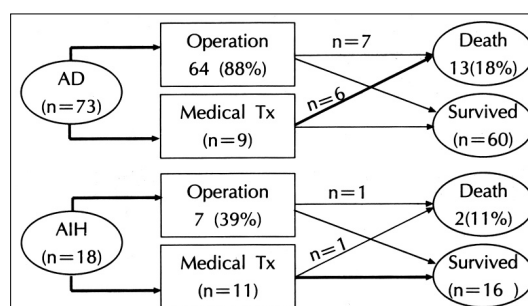 AD
(n=73)
Operation
64 (88%)
Medical Tx
(n=9)
n=7
n=6
Death
13(18%)
Survived
(n=60)
AIH
(n=18)
Operation
7 (39%)
Medical Tx
(n=11)
n=1
n=1
Death
2(11%)
Survived
(n=16 )